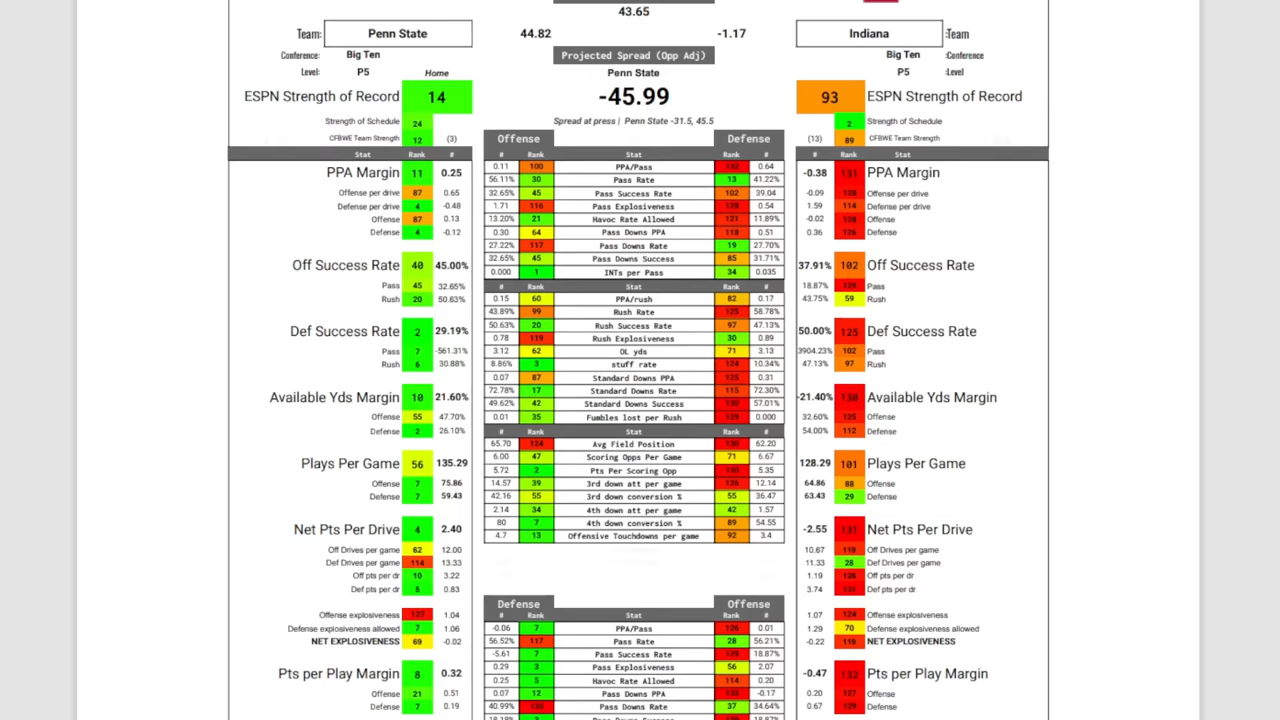 43.65
Team: Penn State 44.82 -1.17 Indiana :Team
Conference: Big Ten Projected Spread (Opp Adj) Big Ten :Conference
Level: P5 Home Penn State P5 :Level
ESPN Strength of Record 14 -45.99 93 ESPN Strength of Record
Strength of Schedule 24 Spread at press | Penn State -31.5, 45.5 2 Strength of Schedule
CFBWE Team Strength 12 (3) Offense Defense (13) 89 CFBWE Team Strength
Stat Rank # # Rank Stat Rank # # Rank Stat
0.11 100 PPA/Pass 0.64
PPA Margin 11 0.25 -0.38 131 PPA Margin
56.11% 30 Pass Rate 13 41.22%
Offense per drive 87 0.65 32.65% 45 Pass Success Rate 102 39.04 -0.09 128 Offense per drive
Defense per drive 4 -0.48 1.71 116 Pass Explosiveness 128 0.54 1.59 114 Defense per drive
Offense 87 0.13 13.20% 21 Havoc Rate Allowed 121 11.89% -0.02 128 Offense
Defense 4 -0.12 0.30 64 Pass Downs PPA 118 0.51 0.36 126 Defense
27.22% 117 Pass Downs Rate 19 27.70%
32.65% 45 Pass Downs Success 85 31.71%
Off Success Rate 40 45.00% 0.000 1 INTs per Pass 34 0.035 37.91% 102 Off Success Rate
Pass 45 32.65% # Rank Stat Rank # 18.87% 129 Pass
Rush 20 50.63% 0.15 60 PPA/rush 82 0.17 43.75% 59 Rush
43.89% 99 Rush Rate 125 58.78%
Def Success Rate 2 29.19% 50.63% 20 Rush Success Rate 97 47.13% 50.00% 125 Def Success Rate
0.78 119 Rush Explosiveness 30 0.89
Pass 7 -561.31% 3.12 62 OL yds 71 3.13 3904.23% 102 Pass
Rush 6 30.88% 8.86% 3 stuff rate 124 10.34% 47.13% 97 Rush
0.07 87 Standard Downs PPA 125 0.31
72.78% 17 Standard Downs Rate 115 72.30%
Available Yds Margin 10 21.60% 49.62% 42 Standard Downs Success 130 57.01% -21.40% 130 Available Yds Margin
Offense 55 47.70% 0.01 35 Fumbles lost per Rush 129 0.000 32.60% 125 Offense
Defense 2 26.10% # Rank Stat Rank # 54.00% 112 Defense
65.70 124 Avg Field Position 130 62.20
6.00 47 Scoring Opps Per Game 71 6.67
Plays Per Game 56 135.29 5.72 2 Pts Per Scoring Opp 130 5.35 128.29 101 Plays Per Game
Offense 7 75.86 14.57 39 3rd down att per game 126 12.14 64.86 88 Offense
Defense 7 59.43 42.16 55 3rd down conversion % 55 36.47 63.43 29 Defense
2.14 34 4th down att per game 42 1.57
80 7 4th down conversion % 89 54.55
Net Pts Per Drive 4 2.40 4.7 13 Offensive Touchdowns per game 92 3.4 -2.55 131 Net Pts Per Drive
Off Drives per game 62 12.00 10.67 119 Off Drives per game
Def Drives per game 114 13.33 11.33 28 Def Drives per game
Off pts per dr 10 3.22 1.19 126 Off pts per dr
Def pts per dr 5 0.83 3.74 131 Def pts per dr
Defense Offense
Offense explosiveness 127 1.04 # Rank Stat Rank # 1.07 124 Offense explosiveness
Defense explosiveness allowed 7 1.06 -0.06 7 PPA/Pass 126 0.01 1.29 70 Defense explosiveness allowed
NET EXPLOSIVENESS 69 -0.02 56.52% 117 Pass Rate 28 56.21% -0.22 119 NET EXPLOSIVENESS
-5.61 7 Pass Success Rate 129 18.87%
0.29 3 Pass Explosiveness 56 2.07
Pts per Play Margin 8 0.32 0.25 5 Havoc Rate Allowed 114 0.20 -0.47 132 Pts per Play Margin
Offense 21 0.51 0.07 12 Pass Downs PPA -0.17 0.20 127 Offense
Defense 7 0.19 40.99% 130 Pass Downs Rate 37 34.64% 0.67 129 Defense